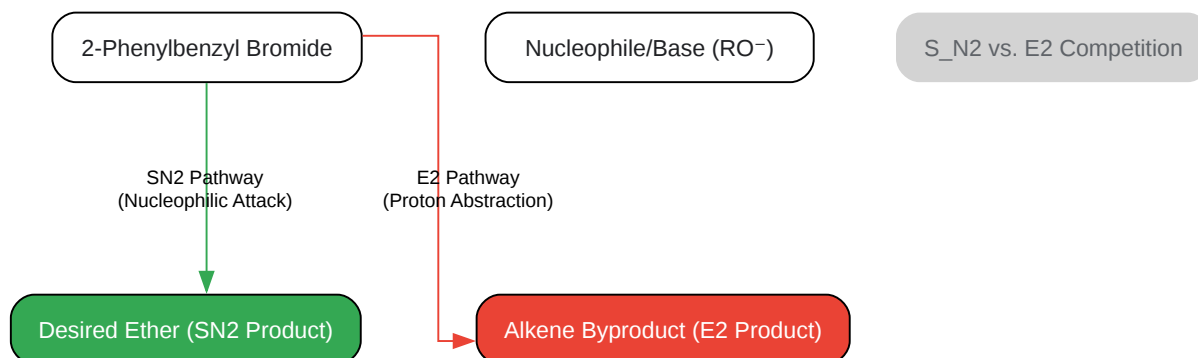 2-Phenylbenzyl Bromide
Nucleophile/Base (RO⁻)
S_N2 vs. E2 Competition
SN2 Pathway
(Nucleophilic Attack)
E2 Pathway
(Proton Abstraction)
Desired Ether (SN2 Product)
Alkene Byproduct (E2 Product)